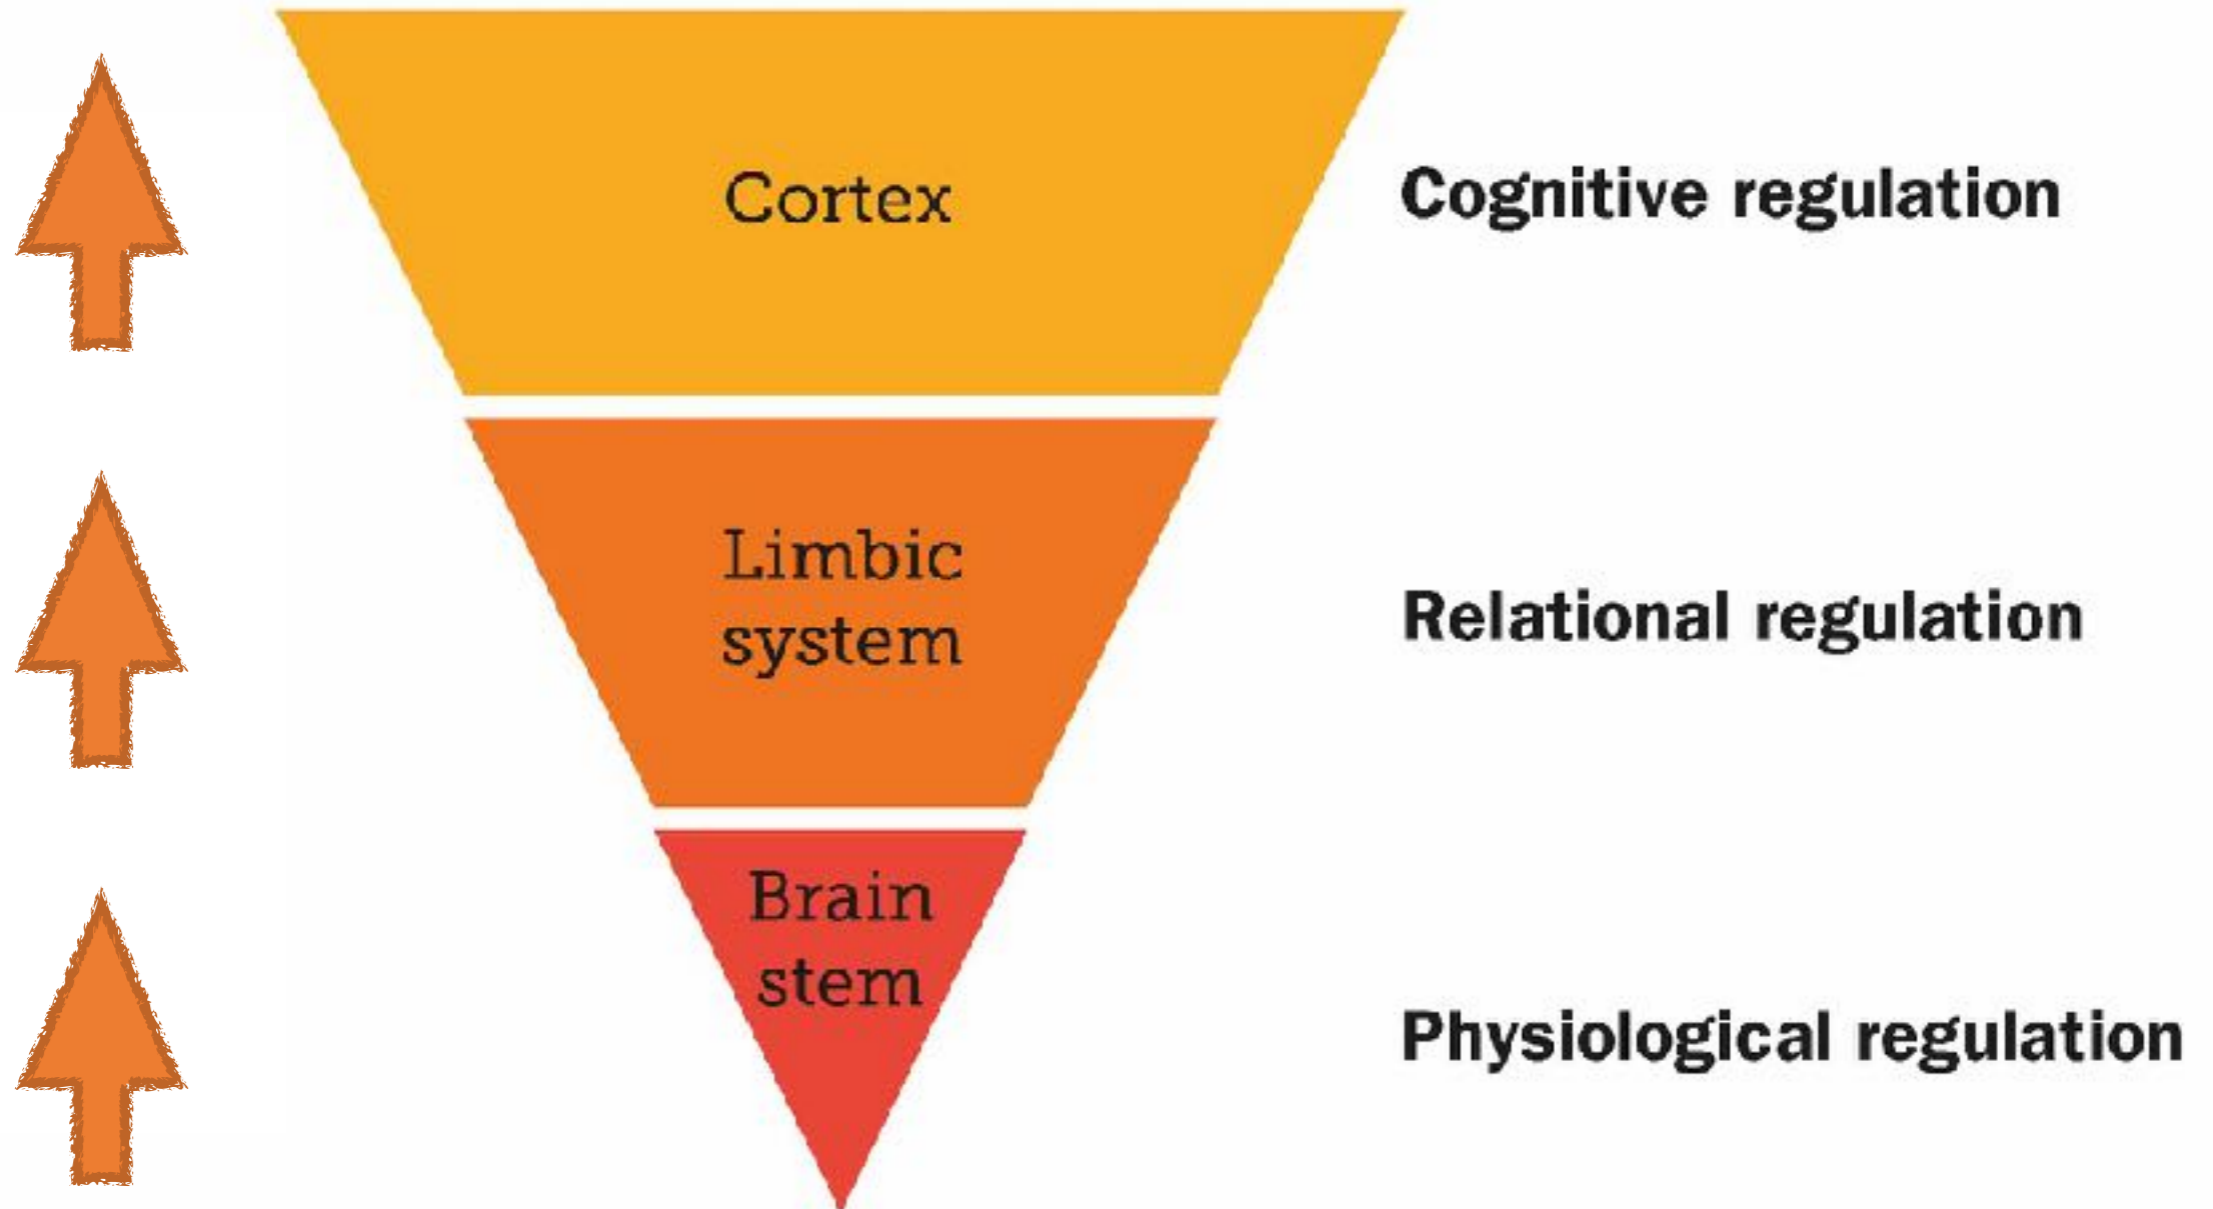 Cortex
Cognitive regulation
Limbic
system
Relational regulation
Brain
stem
Physiological regulation